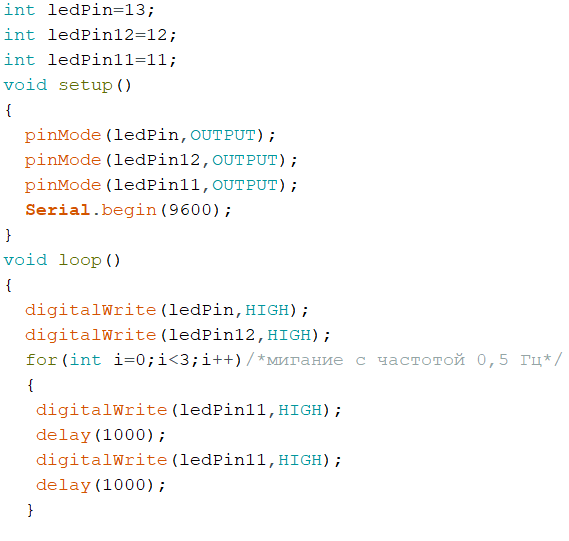 int ledPin=13;
int ledPin12=12;
int ledPin11=11;
void setup()
{
  pinMode(ledPin,OUTPUT);
  pinMode(ledPin12,OUTPUT);
  pinMode(ledPin11,OUTPUT);
  Serial.begin(9600);
}
void loop()
{
  digitalWrite(ledPin,HIGH);
  digitalWrite(ledPin12,HIGH);
  for(int i=0;i<3;i++)/*мигание с частотой 0,5 Гц*/
  {
   digitalWrite(ledPin11,HIGH);
   delay(1000);
   digitalWrite(ledPin11,HIGH);
   delay(1000);
  }